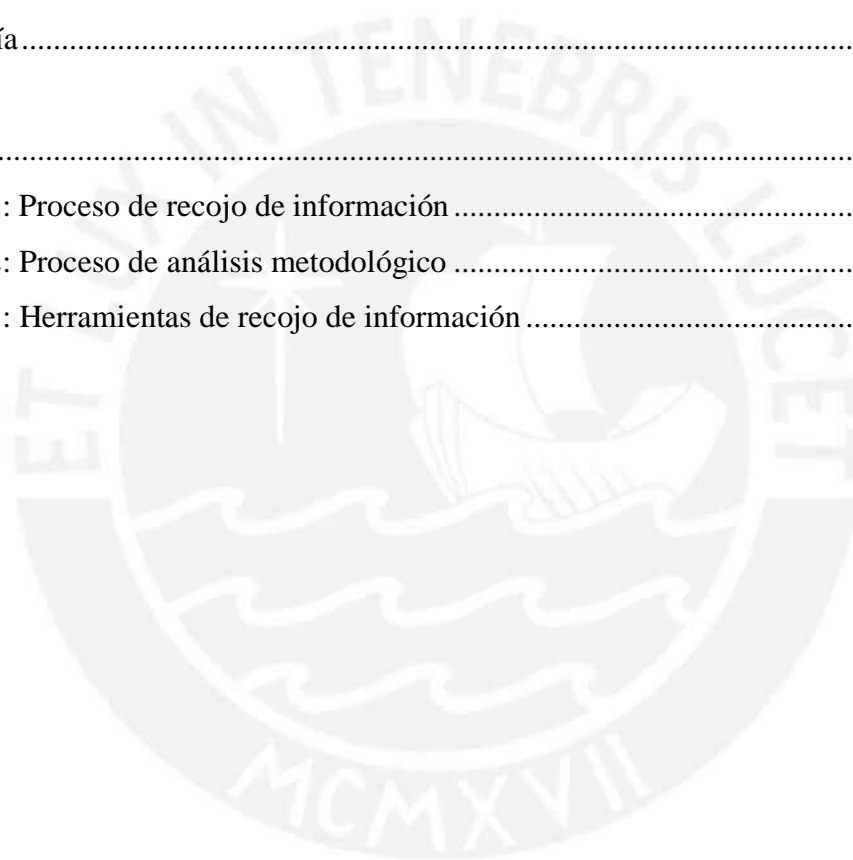 ía........................................................................................................
........................................................................................................
: Proceso de recojo de información..................................................
: Proceso de análisis metodológico..................................................
: Herramientas de recojo de información.........................................
ET LUX IN TENEBRIS LUCET
MCMXVII